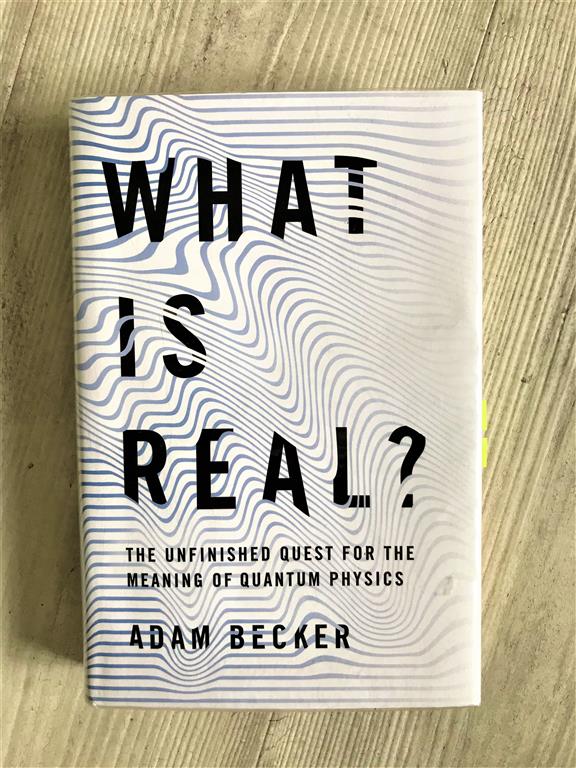 WHAT
IS
REAL?
THE UNFINISHED QUEST FOR THE
MEANING OF QUANTUM PHYSICS
ADAM BECKER